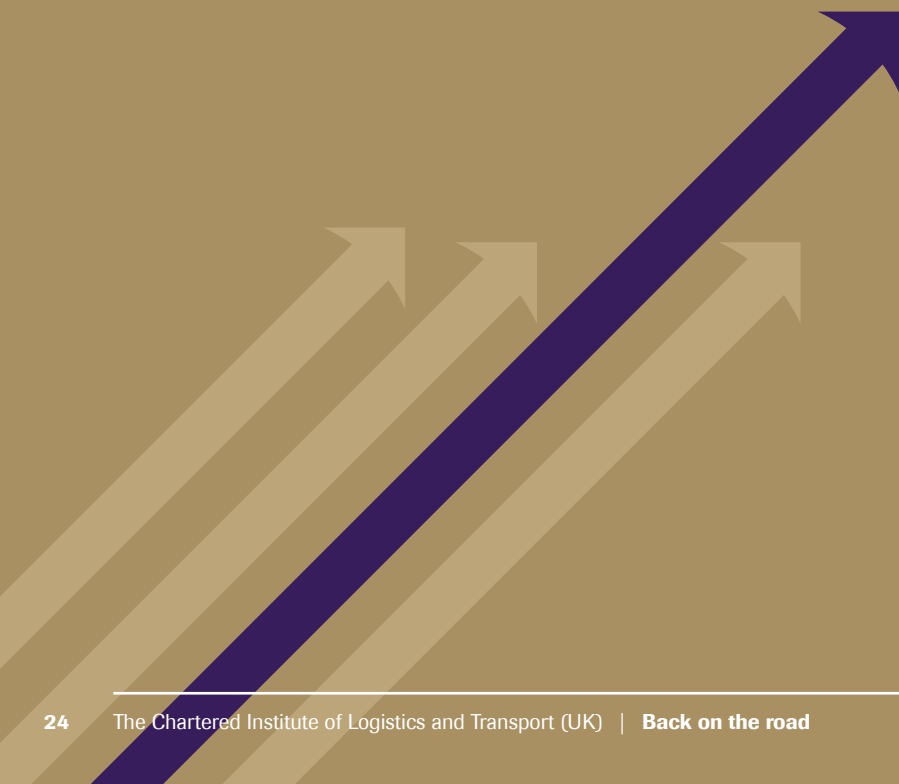 24 The Chartered Institute of Logistics and Transport (UK) | Back on the road